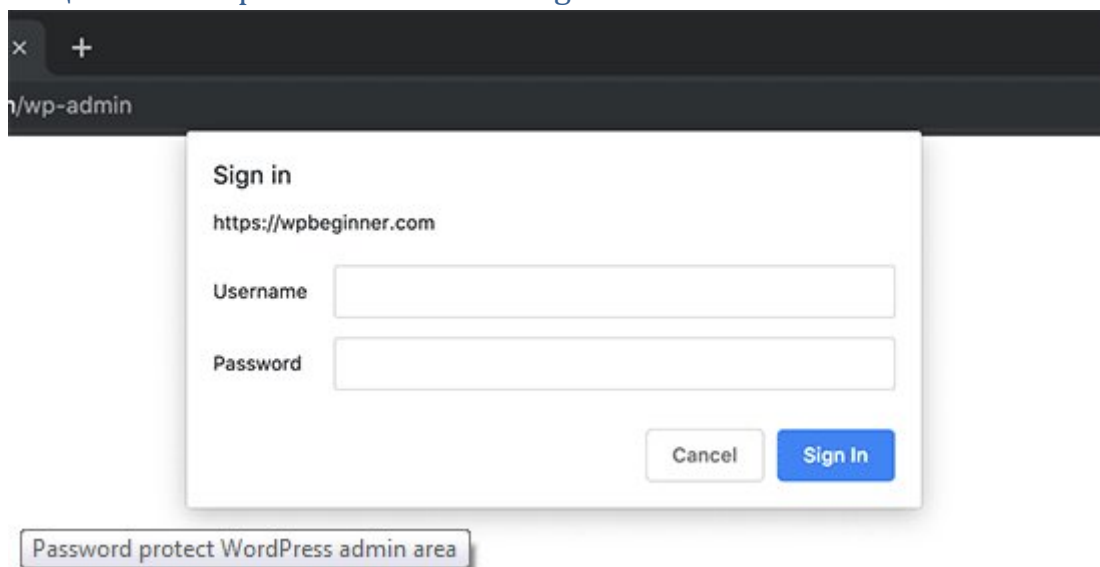 × +
/wp-admin
Sign in
https://wpbeginner.com
Username
Password
Cancel Sign In
Password protect WordPress admin area